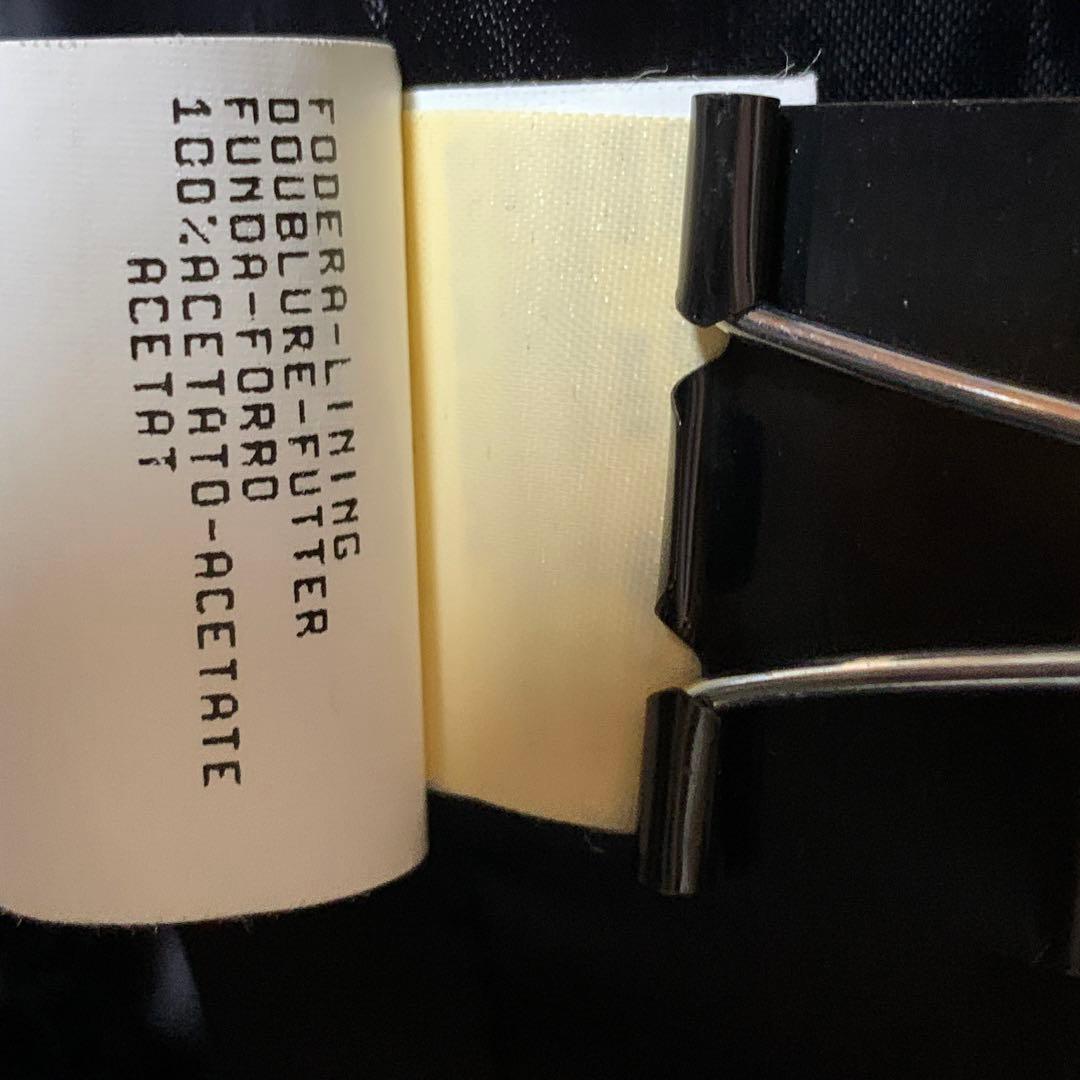 FODERA-LINING
DOUBLURE-FUTTER
FUNDA-FORRO
100%ACETATO-ACETATE
ACETAT